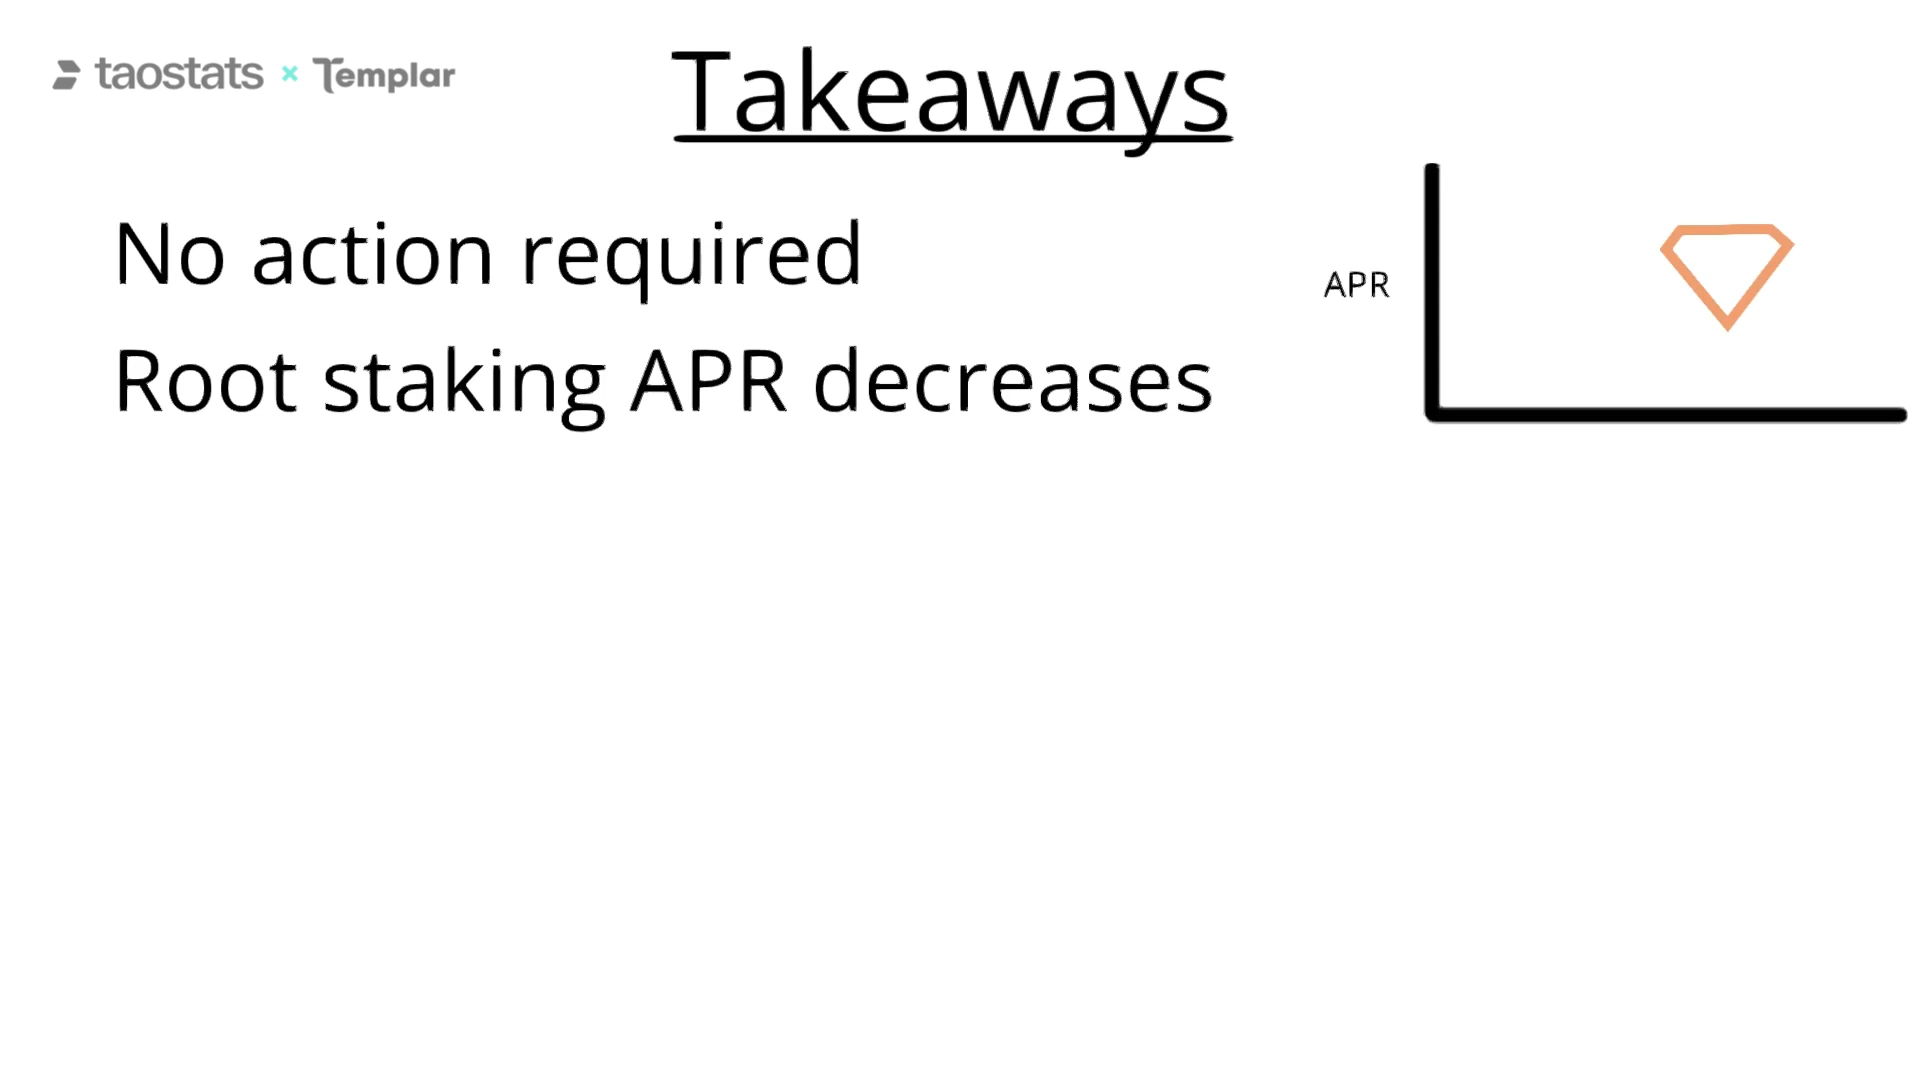 taostats × Templar
Takeaways
No action required
Root staking APR decreases
APR